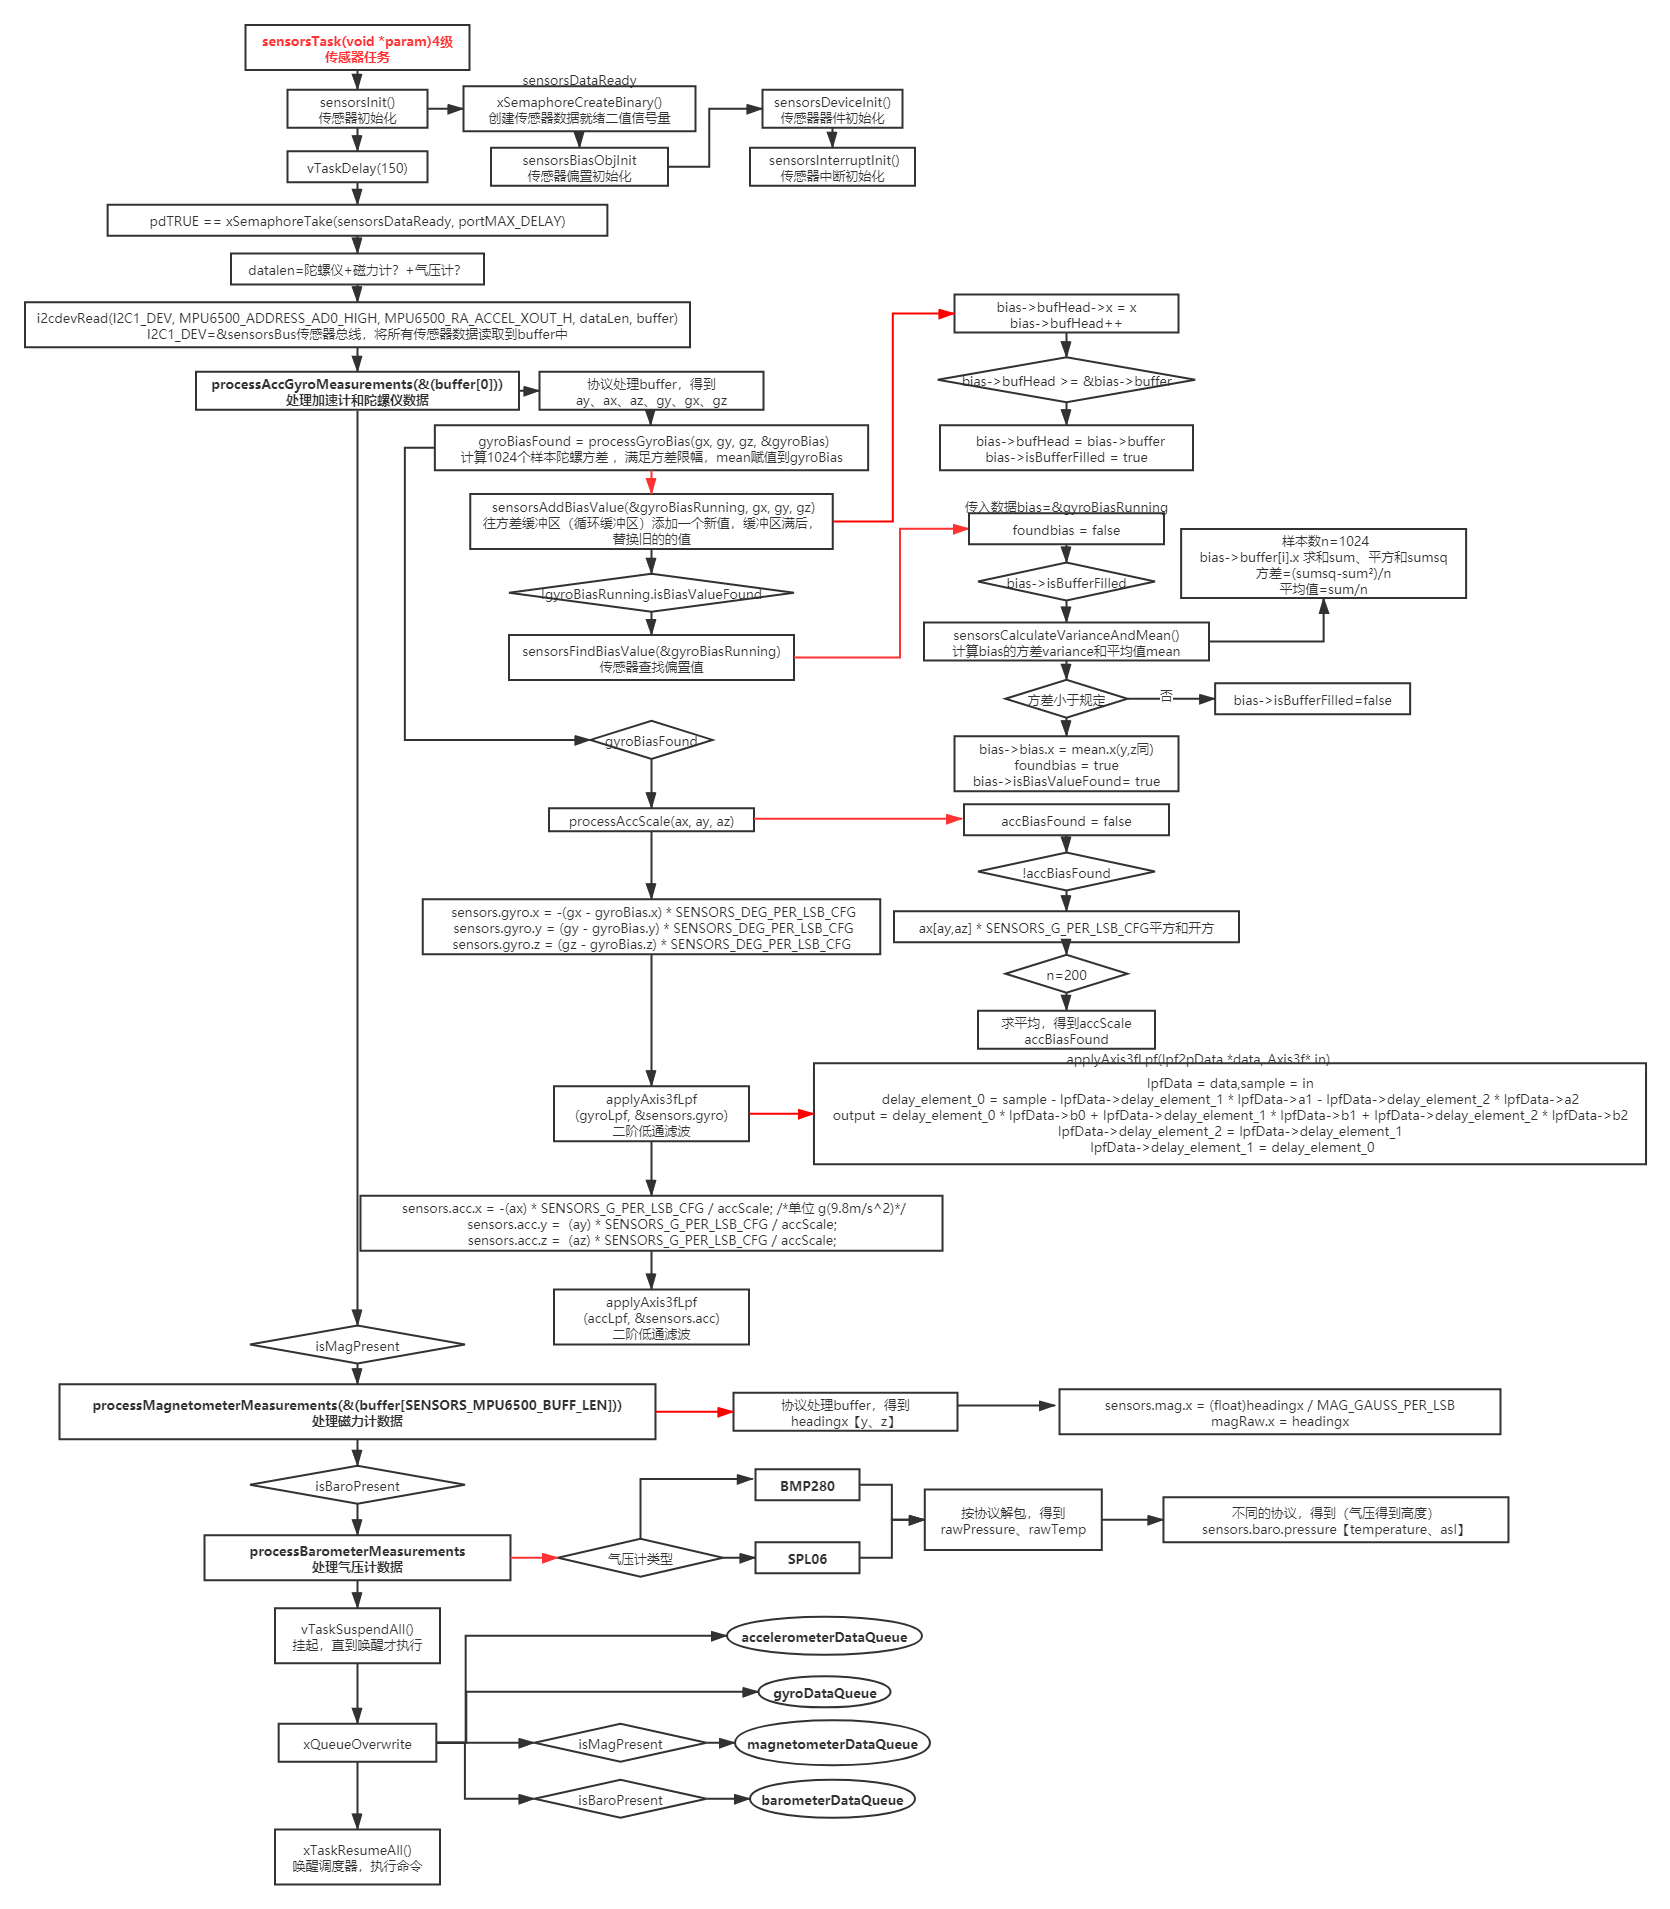 sensorsTask(void *param)4级
传感器任务
sensorsInit()
传感器初始化
sensorsDataReady
xSemaphoreCreateBinary()
创建传感器数据就绪二值信号量
sensorsDeviceInit()
传感器器件初始化
vTaskDelay(150)
sensorsBiasObjInit
传感器偏置初始化
sensorsInterruptInit()
传感器中断初始化
pdTRUE == xSemaphoreTake(sensorsDataReady, portMAX_DELAY)
datalen=陀螺仪+磁力计？+气压计？
i2cdevRead(I2C1_DEV, MPU6500_ADDRESS_AD0_HIGH, MPU6500_RA_ACCEL_XOUT_H, dataLen, buffer)
I2C1_DEV=&sensorsBus传感器总线，将所有传感器数据读取到buffer中
bias->bufHead->x = x
bias->bufHead++
bias->bufHead >= &bias->buffer
bias->bufHead = bias->buffer
bias->isBufferFilled = true
processAccGyroMeasurements(&(buffer[0]))
处理加速计和陀螺仪数据
协议处理buffer，得到
ay、ax、az、gy、gx、gz
gyroBiasFound = processGyroBias(gx, gy, gz, &gyroBias)
计算1024个样本陀螺方差 ，满足方差限幅，mean赋值到gyroBias
sensorsAddBiasValue(&gyroBiasRunning, gx, gy, gz)
往方差缓冲区（循环缓冲区）添加一个新值，缓冲区满后，
替换旧的的值
!gyroBiasRunning.isBiasValueFound
sensorsFindBiasValue(&gyroBiasRunning)
传感器查找偏置值
传入数据bias=&gyroBiasRunning
foundbias = false
bias->isBufferFilled
sensorsCalculateVarianceAndMean()
计算bias的方差variance和平均值mean
样本数n=1024
bias->buffer[i].x 求和sum、平方和sumsq
方差=(sumsq-sum²)/n
平均值=sum/n
方差小于规定
否
bias->isBufferFilled=false
bias->bias.x = mean.x(y,z同)
foundbias = true
bias->isBiasValueFound= true
gyroBiasFound
processAccScale(ax, ay, az)
accBiasFound = false
!accBiasFound
ax[ay,az] * SENSORS_G_PER_LSB_CFG平方和开方
n=200
求平均，得到accScale
accBiasFound
sensors.gyro.x = -(gx - gyroBias.x) * SENSORS_DEG_PER_LSB_CFG
sensors.gyro.y = (gy - gyroBias.y) * SENSORS_DEG_PER_LSB_CFG
sensors.gyro.z = (gz - gyroBias.z) * SENSORS_DEG_PER_LSB_CFG
applyAxis3fLpf
(gyroLpf, &sensors.gyro)
二阶低通滤波
applyAxis3fLpf(lpf2pData *data, Axis3f* in)
lpfData = data,sample = in
delay_element_0 = sample - lpfData->delay_element_1 * lpfData->a1 - lpfData->delay_element_2 * lpfData->a2
output = delay_element_0 * lpfData->b0 + lpfData->delay_element_1 * lpfData->b1 + lpfData->delay_element_2 * lpfData->b2
lpfData->delay_element_2 = lpfData->delay_element_1
lpfData->delay_element_1 = delay_element_0
sensors.acc.x = -(ax) * SENSORS_G_PER_LSB_CFG / accScale; /*单位 g(9.8m/s^2)*/
sensors.acc.y =  (ay) * SENSORS_G_PER_LSB_CFG / accScale;
sensors.acc.z =  (az) * SENSORS_G_PER_LSB_CFG / accScale;
applyAxis3fLpf
(accLpf, &sensors.acc)
二阶低通滤波
isMagPresent
processMagnetometerMeasurements(&(buffer[SENSORS_MPU6500_BUFF_LEN]))
处理磁力计数据
协议处理buffer，得到
headingx【y、z】
sensors.mag.x = (float)headingx / MAG_GAUSS_PER_LSB
magRaw.x = headingx
isBaroPresent
processBarometerMeasurements
处理气压计数据
气压计类型
BMP280
SPL06
按协议解包，得到
rawPressure、rawTemp
不同的协议，得到（气压得到高度）
sensors.baro.pressure【temperature、asl】
vTaskSuspendAll()
挂起，直到唤醒才执行
accelerometerDataQueue
gyroDataQueue
xQueueOverwrite
isMagPresent
magnetometerDataQueue
isBaroPresent
barometerDataQueue
xTaskResumeAll()
唤醒调度器，执行命令